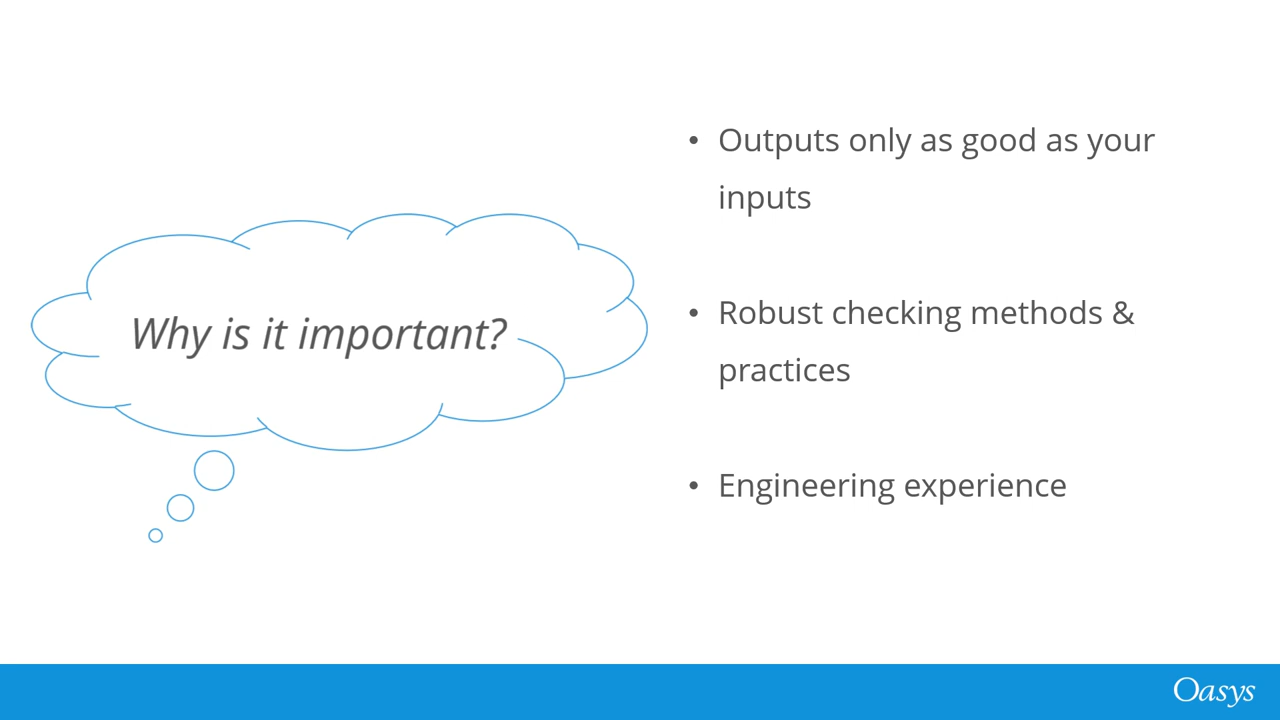 Why is it important?
• Outputs only as good as your
inputs
• Robust checking methods &
practices
• Engineering experience
Oasys